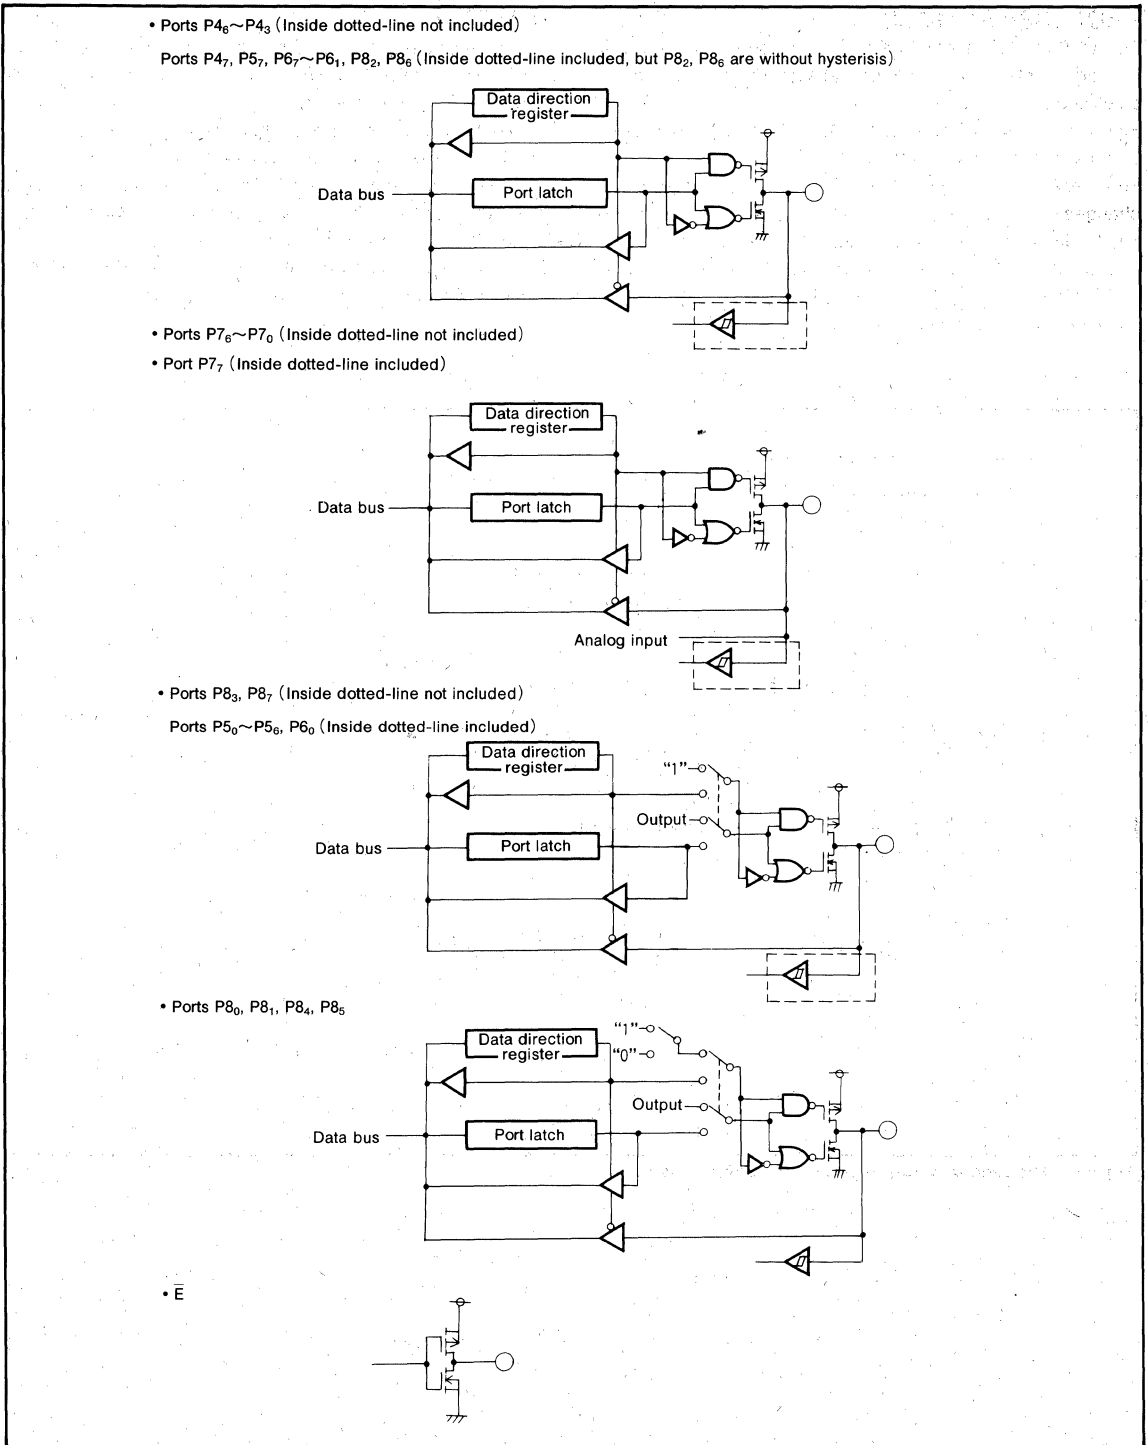 • Ports P4₆~P4₃ (Inside dotted-line not included)
Ports P4₇, P5₇, P6₇~P6₁, P8₂, P8₆ (Inside dotted-line included, but P8₂, P8₆ are without hysterisis)
Data direction
register
Data bus
Port latch
• Ports P7₆~P7₀ (Inside dotted-line not included)
• Port P7₇ (Inside dotted-line included)
Data direction
register
Data bus
Port latch
Analog input
• Ports P8₃, P8₇ (Inside dotted-line not included)
Ports P5₀~P5₆, P6₀ (Inside dotted-line included)
Data direction
register
"1"
Output
Data bus
Port latch
• Ports P8₀, P8₁, P8₄, P8₅
"1"
Data direction
register
"0"
Output
Data bus
Port latch
• E̅